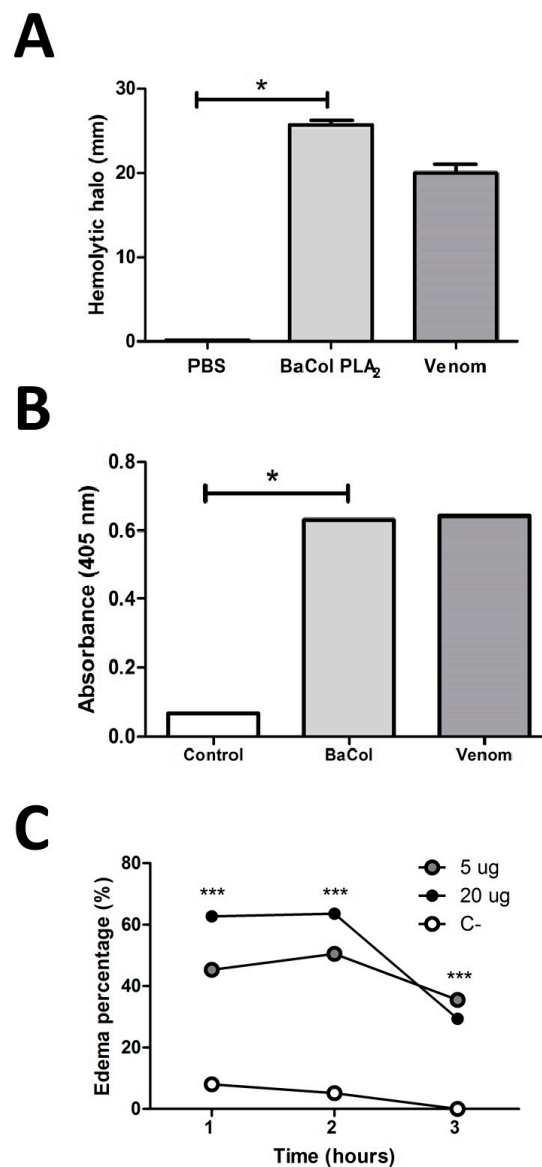 A
*
Hemolytic halo (mm)
30
20
10
0
PBS
BaCol PLA2
Venom
B
*
Absorbance (405 nm)
0.8
0.6
0.4
0.2
0.0
Control
BaCol
Venom
C
Edema percentage (%)
80
60
40
20
0
***
***
***
5 ug
20 ug
C-
1
2
3
Time (hours)